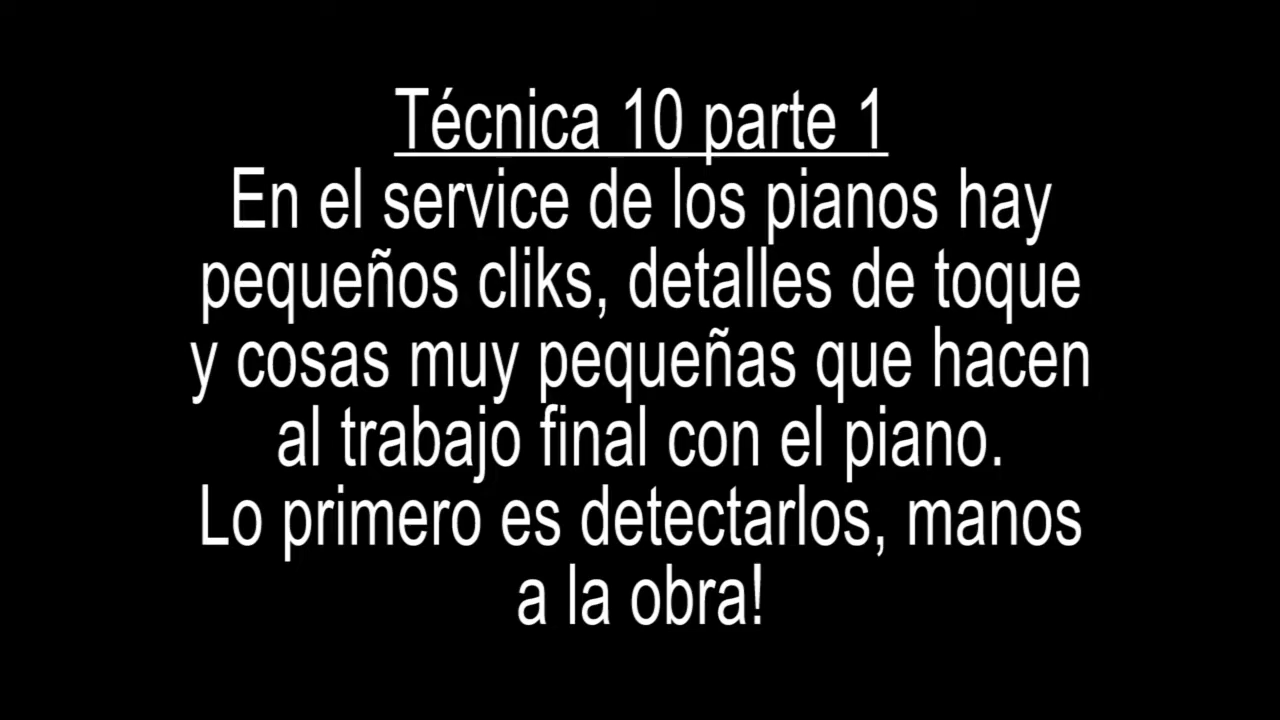 Técnica 10 parte 1
En el service de los pianos hay
pequeños cliks, detalles de toque
y cosas muy pequeñas que hacen
al trabajo final con el piano.
Lo primero es detectarlos, manos
a la obra!